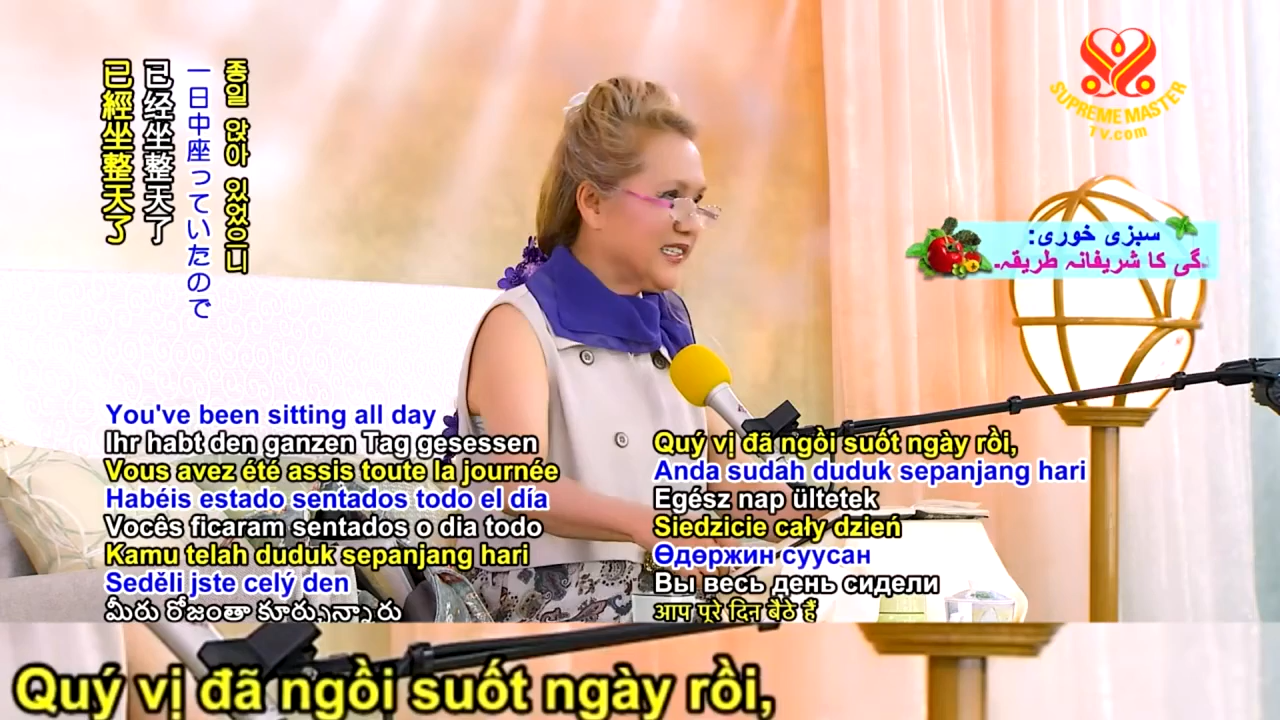 종일 앉아 있었으니
一日中座っていたので
已经坐整天了
已經坐整天了
SUPREME MASTER
TV.com
سبزی خوری:
گی کا شریفانہ طریقہ۔
You've been sitting all day
Ihr habt den ganzen Tag gesessen
Vous avez été assis toute la journée
Habéis estado sentados todo el día
Vocês ficaram sentados o dia todo
Kamu telah duduk sepanjang hari
Seděli jste celý den
మీరు రోజంతా కూర్చున్నారు
Quý vị đã ngồi suốt ngày rồi,
Anda sudah duduk sepanjang hari
Egész nap ültetek
Siedzicie cały dzień
Өдөржин суусан
Вы весь день сидели
आप पूरे दिन बैठे हैं
Quý vị đã ngồi suốt ngày rồi,